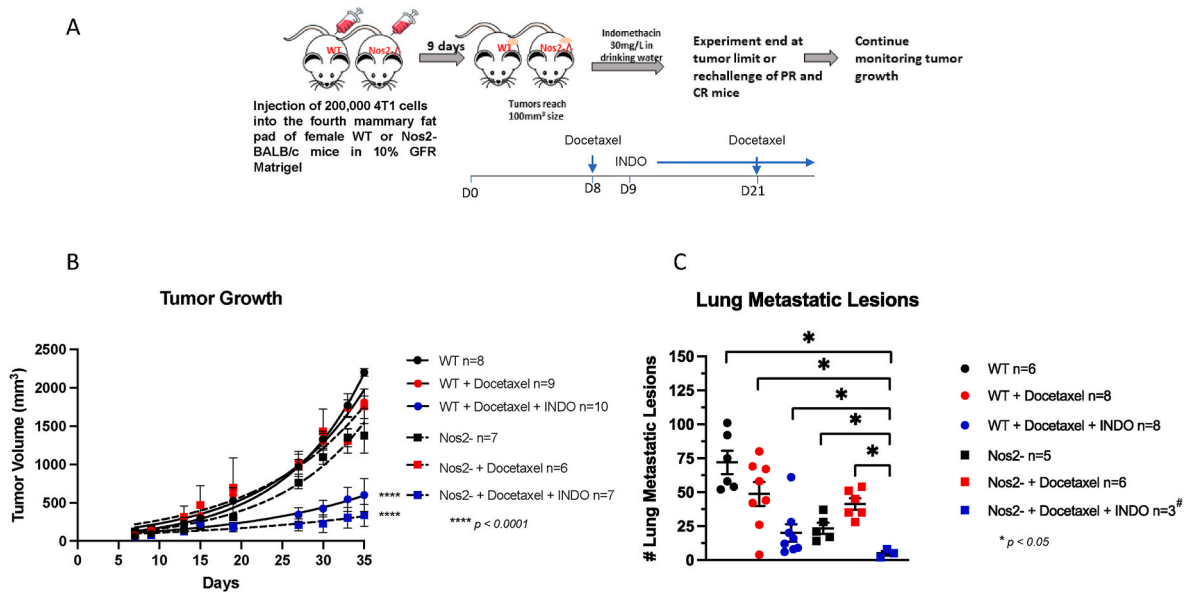 A
WT
Nos2-/-
9 days
WT
Nos2-/-
Indomethacin
30mg/L in
drinking water
Experiment end at
tumor limit or
rechallenge of PR and
CR mice
Continue
monitoring tumor
growth
Injection of 200,000 4T1 cells
into the fourth mammary fat
pad of female WT or Nos2-
BALB/c mice in 10% GFR
Matrigel
Tumors reach
100mm³ size
Docetaxel
INDO
Docetaxel
D0
D8
D9
D21
B
Tumor Growth
Tumor Volume (mm³)
2500
2000
1500
1000
500
0
0
5
10
15
20
25
30
35
Days
WT n=8
WT + Docetaxel n=9
WT + Docetaxel + INDO n=10
Nos2- n=7
Nos2- + Docetaxel n=6
Nos2- + Docetaxel + INDO n=7
****
****
**** p < 0.0001
C
Lung Metastatic Lesions
# Lung Metastatic Lesions
150
125
100
75
50
25
0
*
*
*
*
*
WT n=6
WT + Docetaxel n=8
WT + Docetaxel + INDO n=8
Nos2- n=5
Nos2- + Docetaxel n=6
Nos2- + Docetaxel + INDO n=3#
* p < 0.05